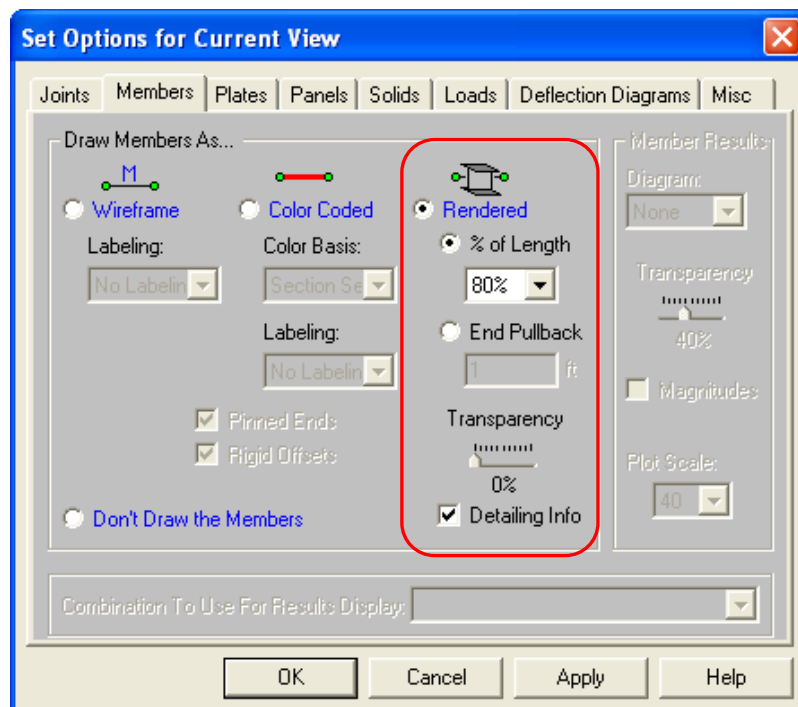 Set Options for Current View
Joints
Members
Plates
Panels
Solids
Loads
Deflection Diagrams
Misc
Draw Members As...
M
Wireframe
Labeling:
No Labelin
Color Coded
Color Basis:
Section Se
Labeling:
No Labelin
Pinned Ends
Rigid Offsets
Don't Draw the Members
Rendered
% of Length
80%
End Pullback
1 ft
Transparency
0%
Detailing Info
Member Results
Diagram:
None
Transparency
40%
Magnitudes
Plot Scale:
40
Combination To Use For Results Display:
OK
Cancel
Apply
Help